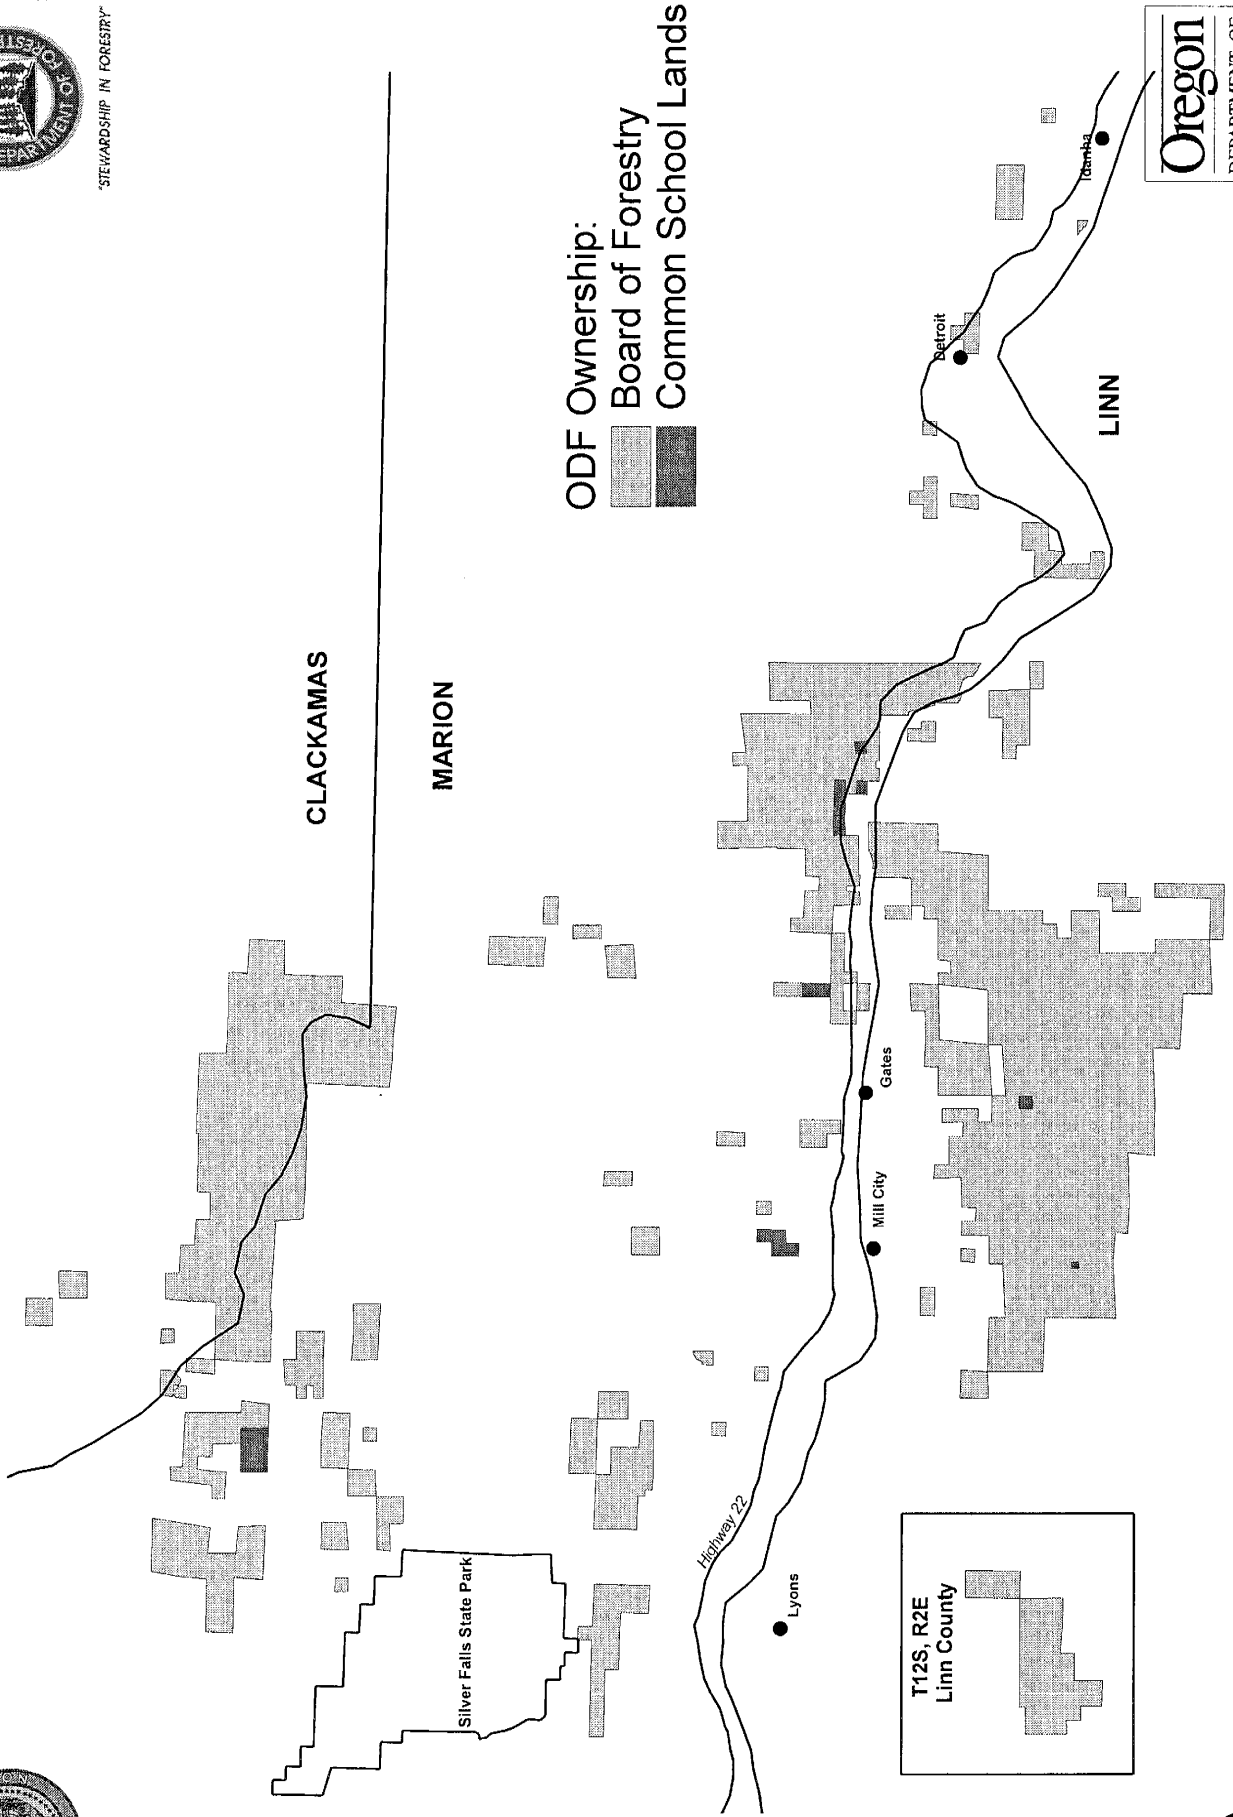 "STEWARDSHIP IN FORESTRY"
CLACKAMAS
MARION
ODF Ownership:
Board of Forestry
Common School Lands
Silver Falls State Park
Highway 22
Lyons
Mill City
Gates
Detroit
Idanha
LINN
T12S, R2E
Linn County
Oregon